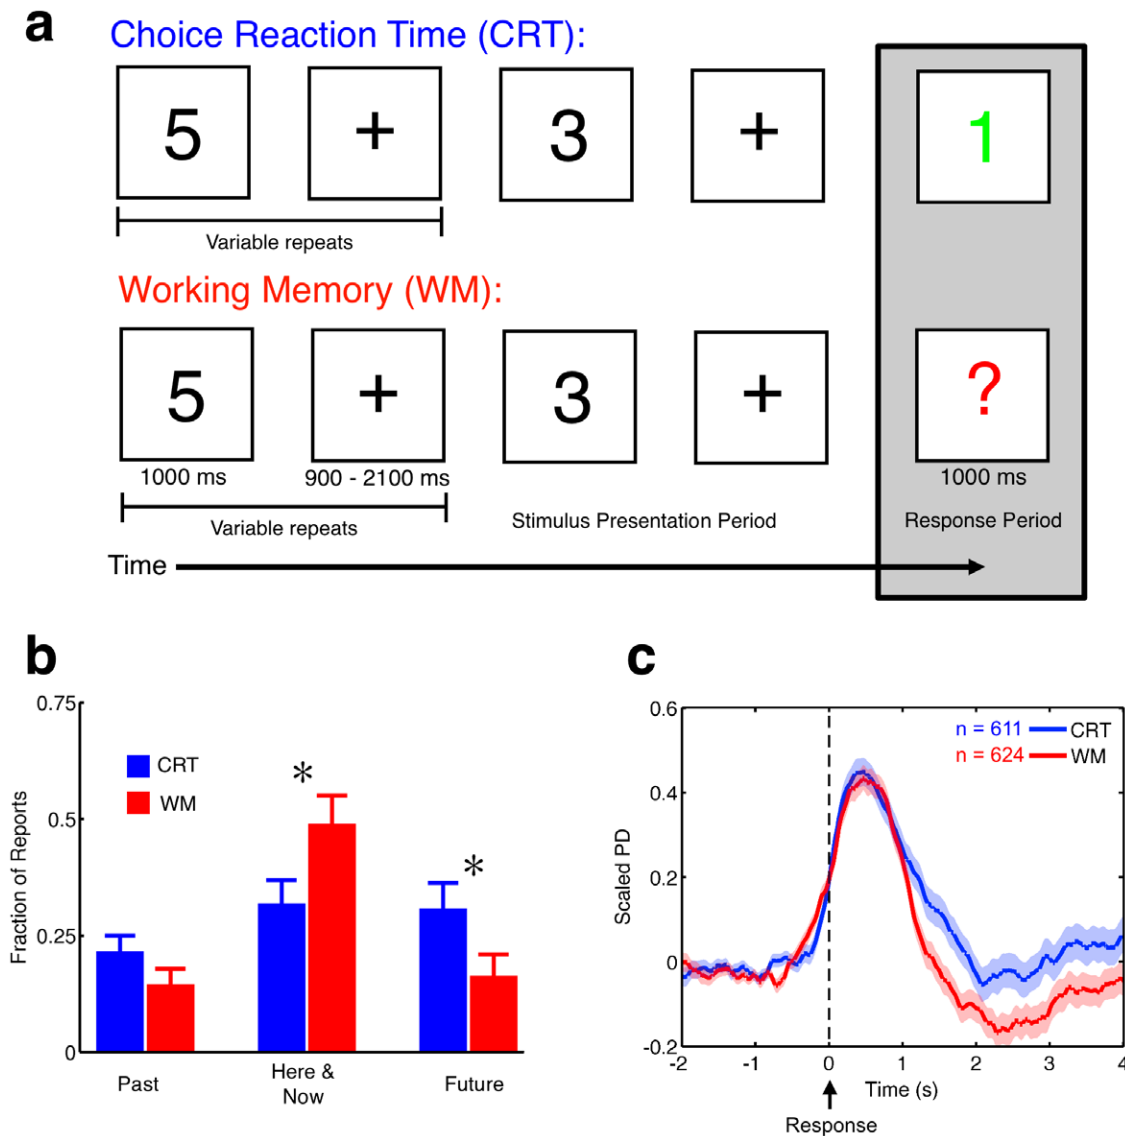 a
Choice Reaction Time (CRT):
5 + 3 + 1
Variable repeats
Working Memory (WM):
5 + 3 + ?
1000 ms 900 - 2100 ms 1000 ms
Variable repeats Stimulus Presentation Period Response Period
Time
b
0.75
0.5
0.25
0
Fraction of Reports
CRT
WM
*
*
Past Here & Future
Now
c
0.6
0.4
0.2
0
-0.2
Scaled PD
n = 611 CRT
n = 624 WM
-2 -1 0 1 2 3 4
Time (s)
Response